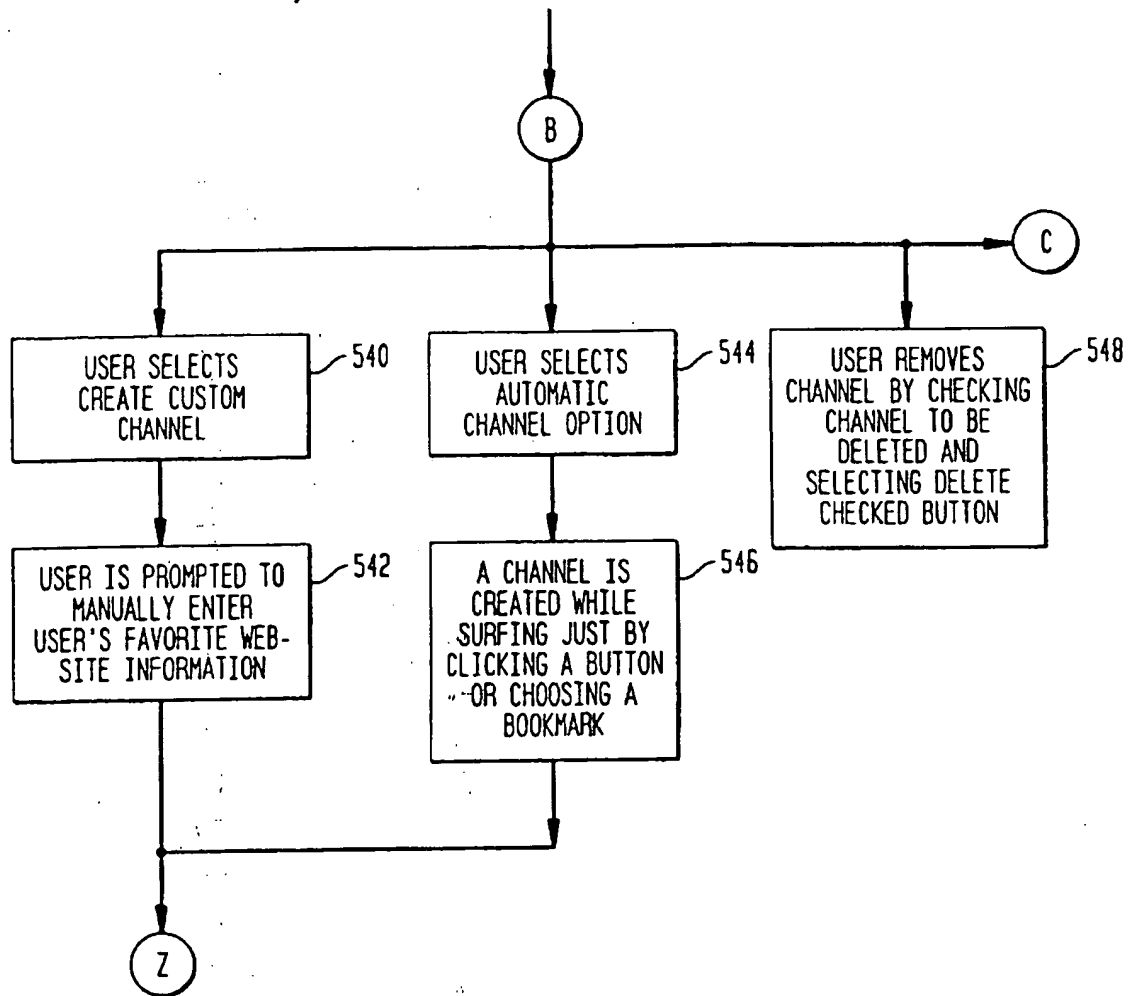 B
C
USER SELECTS
CREATE CUSTOM
CHANNEL
540
USER SELECTS
AUTOMATIC
CHANNEL OPTION
544
USER REMOVES
CHANNEL BY CHECKING
CHANNEL TO BE
DELETED AND
SELECTING DELETE
CHECKED BUTTON
548
USER IS PROMPTED TO
MANUALLY ENTER
USER'S FAVORITE WEB-
SITE INFORMATION
542
A CHANNEL IS
CREATED WHILE
SURFING JUST BY
CLICKING A BUTTON
OR CHOOSING A
BOOKMARK
546
Z